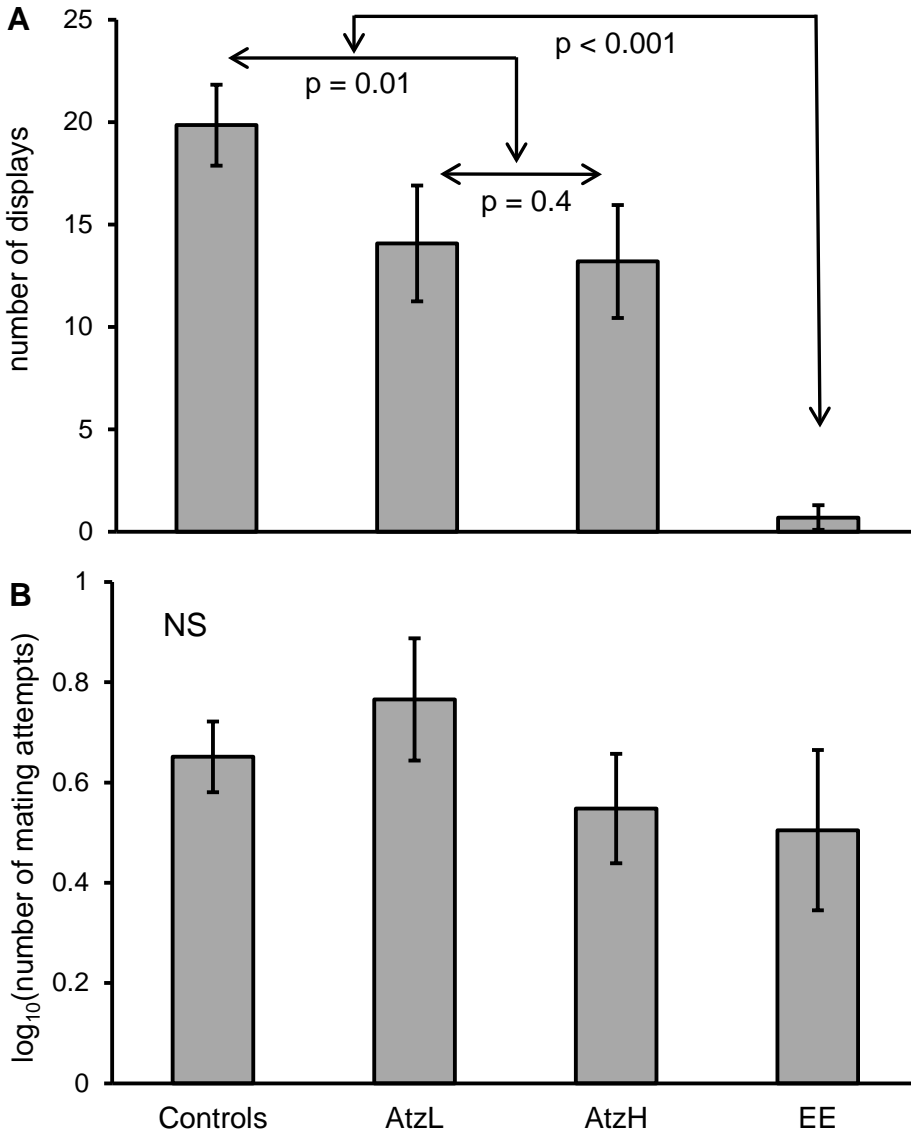 A
number of displays
25
20
15
10
5
0
p < 0.001
p = 0.01
p = 0.4
B
log₁₀(number of mating attempts)
1
0.8
0.6
0.4
0.2
0
NS
Controls
AtzL
AtzH
EE